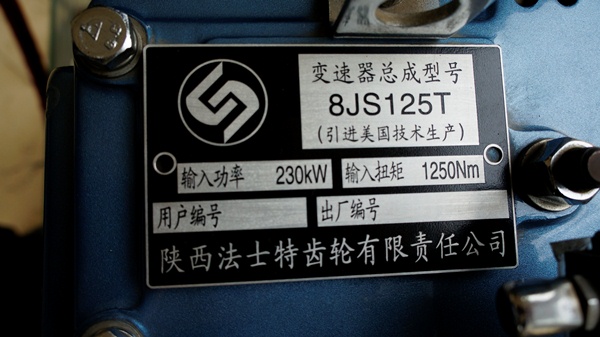 变速器总成型号
8JS125T
(引进美国技术生产)
输入功率 230kW 输入扭矩 1250Nm
用户编号 出厂编号
陕西法士特齿轮有限责任公司